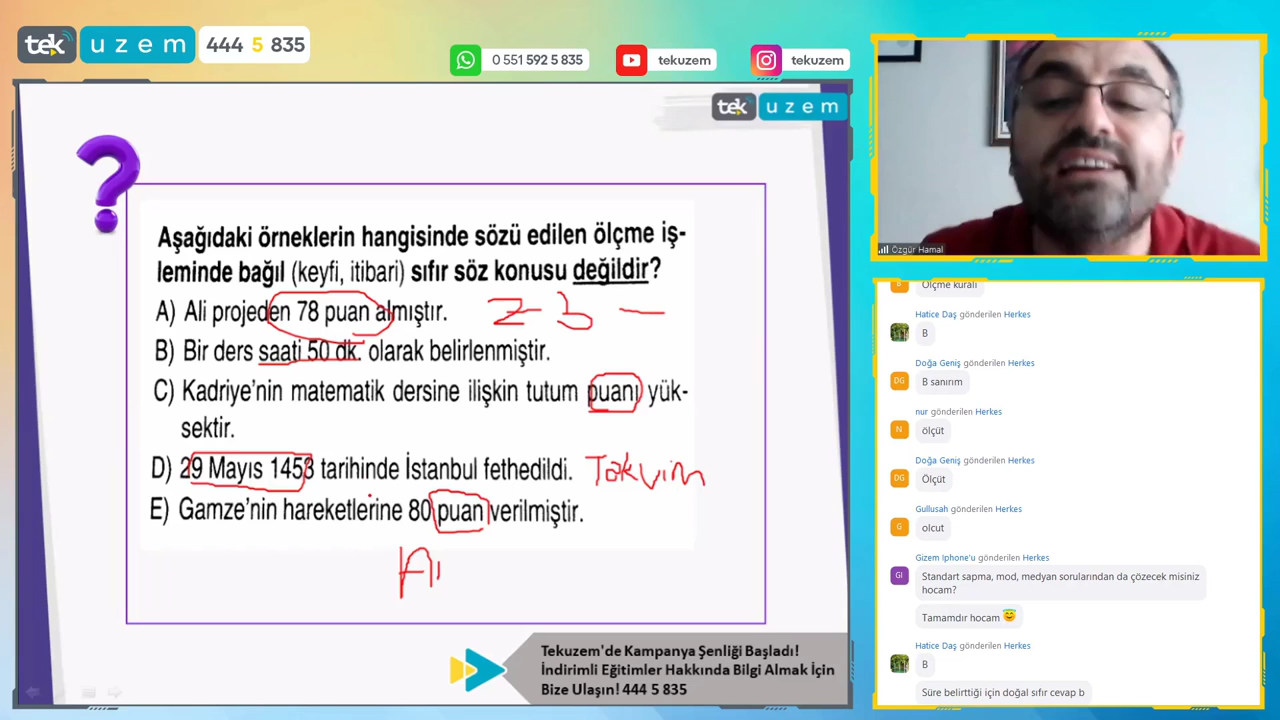 tek uzem 444 5 835
0 551 592 5 835
tekuzem
tekuzem
tek uzem
Aşağıdaki örneklerin hangisinde sözü edilen ölçme iş-
leminde bağıl (keyfi, itibari) sıfır söz konusu değildir?
A) Ali projeden 78 puan almıştır.
B) Bir ders saati 50 dk. olarak belirlenmiştir.
C) Kadriye'nin matematik dersine ilişkin tutum puanı yük-
sektir.
D) 29 Mayıs 1453 tarihinde İstanbul fethedildi.
Takvim
E) Gamze'nin hareketlerine 80 puan verilmiştir.
Tekuzem'de Kampanya Şenliği Başladı!
İndirimli Eğitimler Hakkında Bilgi Almak İçin
Bize Ulaşın! 444 5 835
Özgür Hamal
Ölçme kuralı
Hatice Daş gönderilen Herkes
B
Doğa Geniş gönderilen Herkes
DG
B sanırım
nur gönderilen Herkes
N
ölçüt
Doğa Geniş gönderilen Herkes
DG
Ölçüt
Gullusah gönderilen Herkes
G
olcut
Gizem Iphone'u gönderilen Herkes
GI
Standart sapma, mod, medyan sorularından da çözecek misiniz
hocam?
Tamamdır hocam
Hatice Daş gönderilen Herkes
B
Süre belirttiği için doğal sıfır cevap b